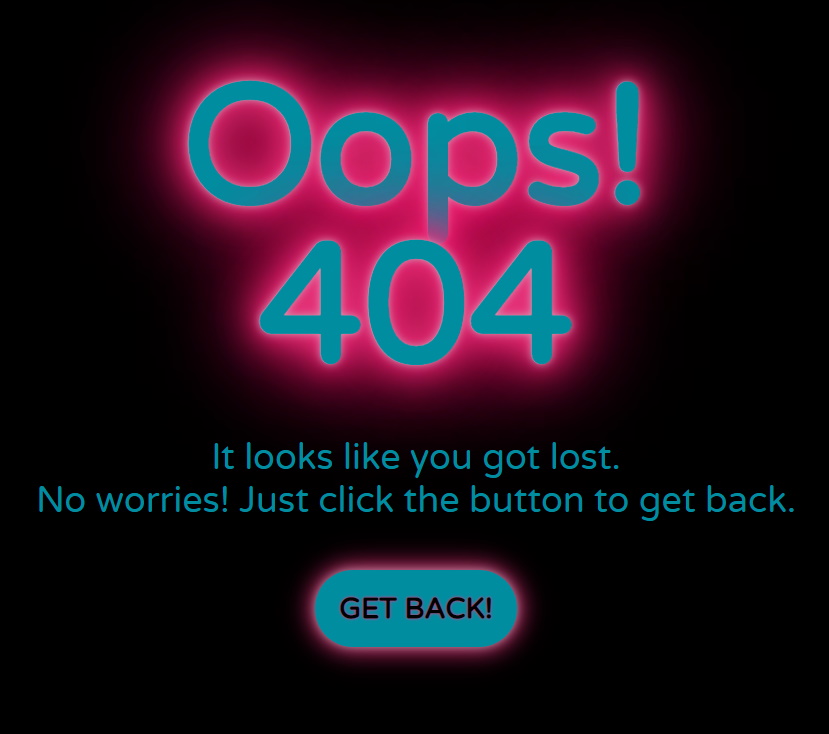 Oops!
404
It looks like you got lost.
No worries! Just click the button to get back.
GET BACK!